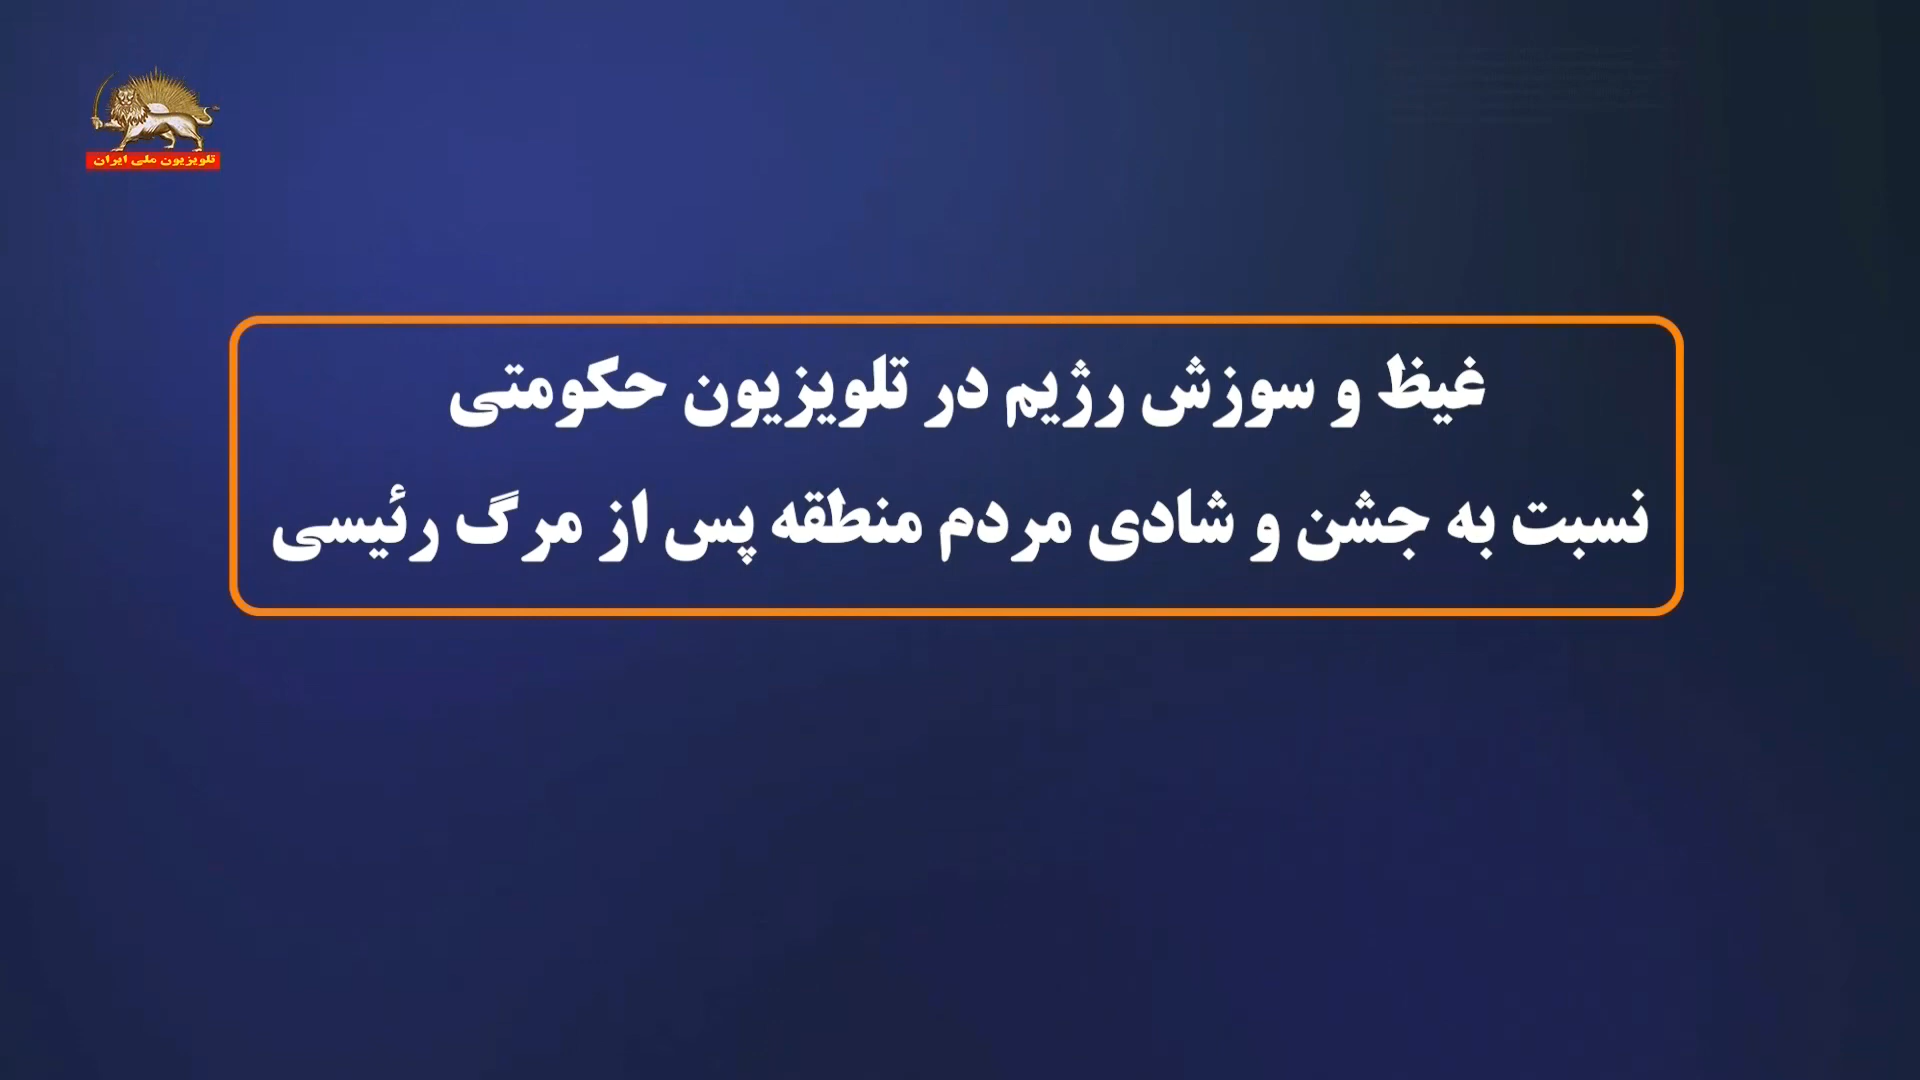 تلویزیون ملی ایران
غیظ و سوزش رژیم در تلویزیون حکومتی
نسبت به جشن و شادی مردم منطقه پس از مرگ رئیسی